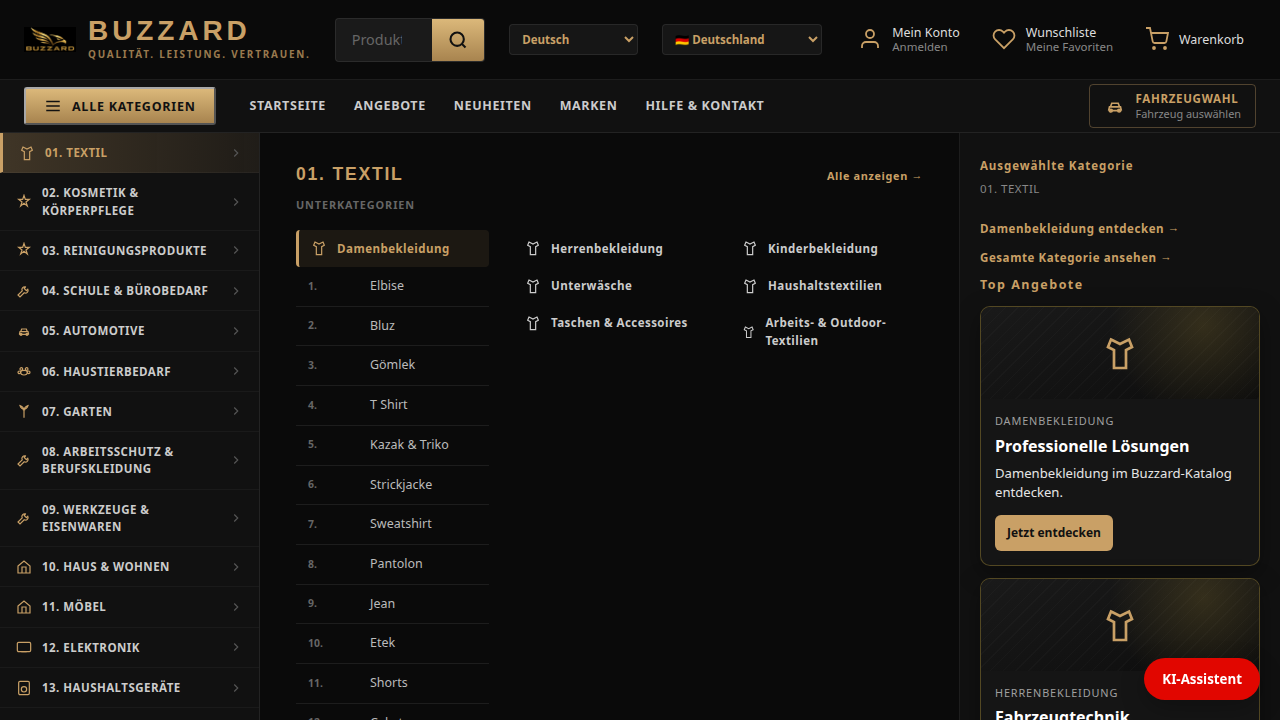 BUZZARD
BUZZARD
QUALITÄT. LEISTUNG. VERTRAUEN.
Produkt
Deutsch
Deutschland
Mein Konto
Anmelden
Wunschliste
Meine Favoriten
Warenkorb
ALLE KATEGORIEN
STARTSEITE
ANGEBOTE
NEUHEITEN
MARKEN
HILFE & KONTAKT
FAHRZEUGWAHL
Fahrzeug auswählen
01. TEXTIL
02. KOSMETIK &
KÖRPERPFLEGE
03. REINIGUNGSPRODUKTE
04. SCHULE & BÜROBEDARF
05. AUTOMOTIVE
06. HAUSTIERBEDARF
07. GARTEN
08. ARBEITSSCHUTZ &
BERUFSKLEIDUNG
09. WERKZEUGE &
EISENWAREN
10. HAUS & WOHNEN
11. MÖBEL
12. ELEKTRONIK
13. HAUSHALTSGERÄTE
01. TEXTIL
Alle anzeigen →
UNTERKATEGORIEN
Damenbekleidung
1. Elbise
2. Bluz
3. Gömlek
4. T Shirt
5. Kazak & Triko
6. Strickjacke
7. Sweatshirt
8. Pantolon
9. Jean
10. Etek
11. Shorts
Herrenbekleidung
Kinderbekleidung
Unterwäsche
Haushaltstextilien
Taschen & Accessoires
Arbeits- & Outdoor-
Textilien
Ausgewählte Kategorie
01. TEXTIL
Damenbekleidung entdecken →
Gesamte Kategorie ansehen →
Top Angebote
DAMENBEKLEIDUNG
Professionelle Lösungen
Damenbekleidung im Buzzard-Katalog
entdecken.
Jetzt entdecken
HERRENBEKLEIDUNG
Fahrzeugtechnik
KI-Assistent